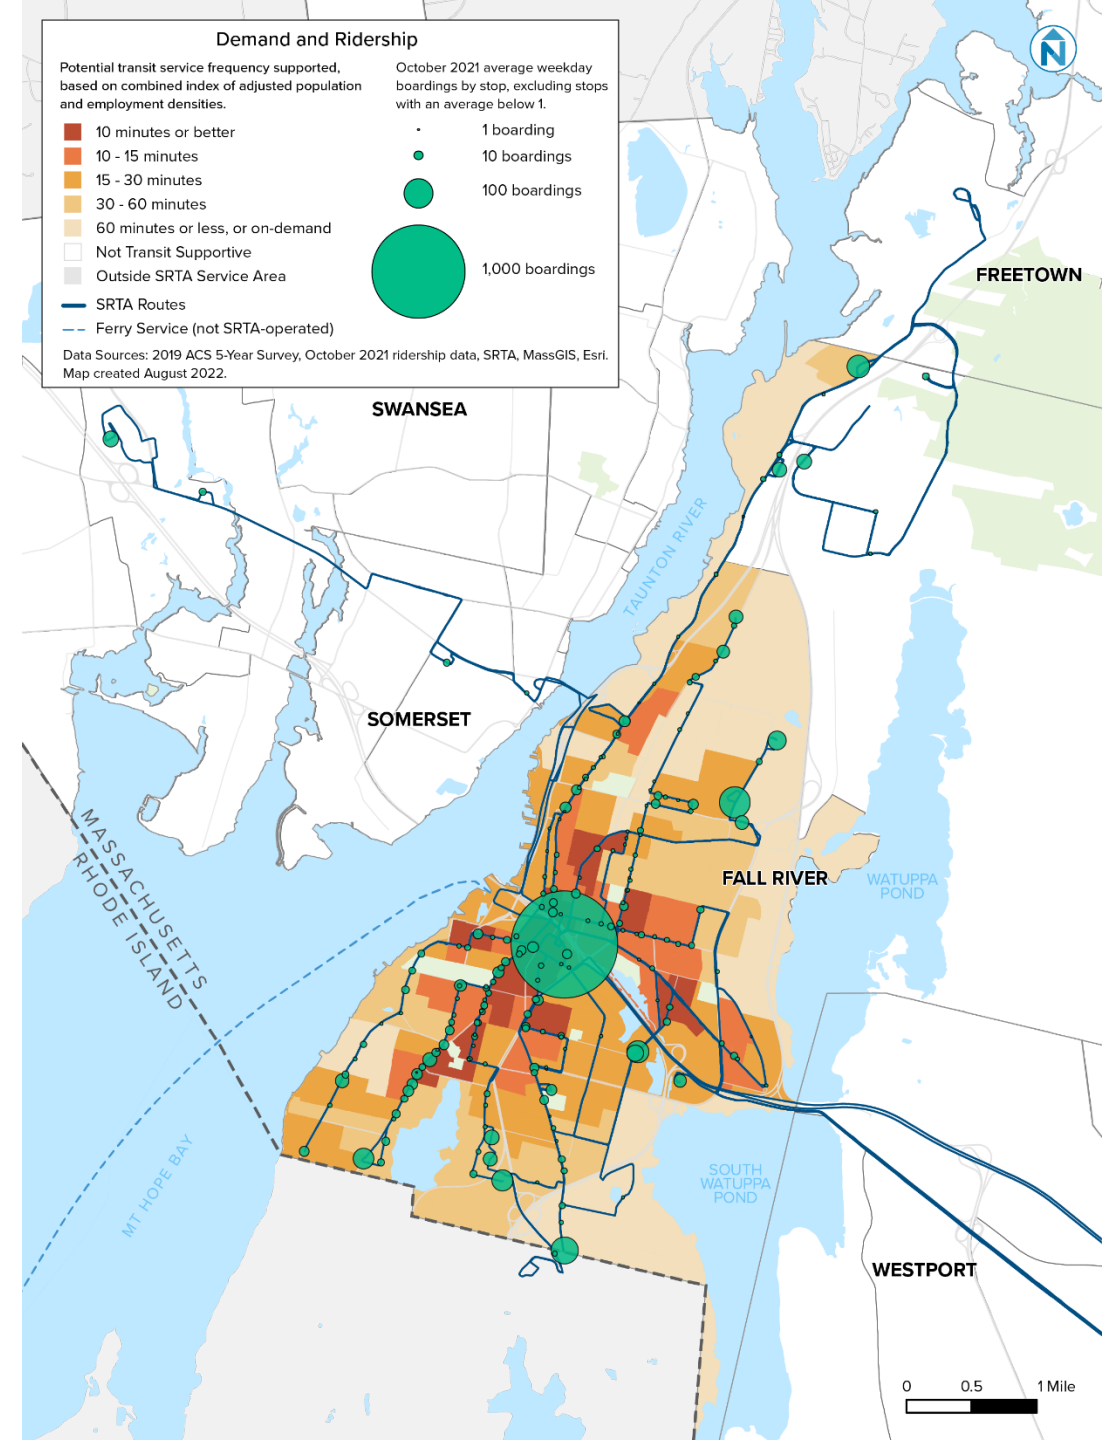 Demand and Ridership
Potential transit service frequency supported,
based on combined index of adjusted population
and employment densities.
10 minutes or better
10 - 15 minutes
15 - 30 minutes
30 - 60 minutes
60 minutes or less, or on-demand
Not Transit Supportive
Outside SRTA Service Area
SRTA Routes
Ferry Service (not SRTA-operated)
October 2021 average weekday
boardings by stop, excluding stops
with an average below 1.
1 boarding
10 boardings
100 boardings
1,000 boardings
Data Sources: 2019 ACS 5-Year Survey, October 2021 ridership data, SRTA, MassGIS, Esri.
Map created August 2022.
N
FREETOWN
SWANSEA
TAUNTON RIVER
SOMERSET
MASSACHUSETTS
RHODE ISLAND
FALL RIVER
WATUPPA
POND
MT HOPE BAY
SOUTH
WATUPPA
POND
WESTPORT
0 0.5 1 Mile